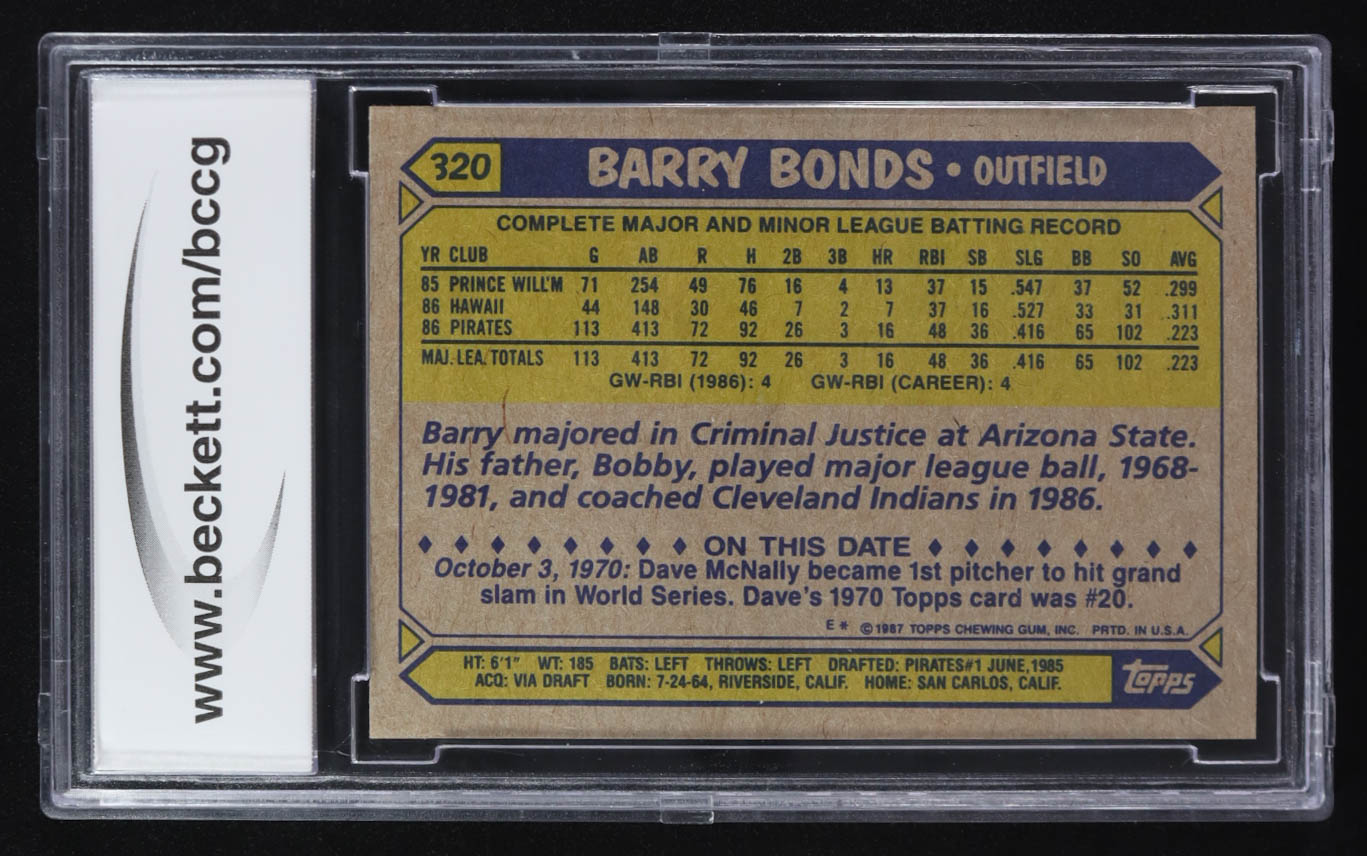 www.beckett.com/bccg
320 BARRY BONDS • OUTFIELD
COMPLETE MAJOR AND MINOR LEAGUE BATTING RECORD
YR CLUB G AB R H 2B 3B HR RBI SB SLG BB SO AVG
85 PRINCE WILL'M 71 254 49 76 16 4 13 37 15 .547 37 52 .299
86 HAWAII 44 148 30 46 7 2 7 37 16 .527 33 31 .311
86 PIRATES 113 413 72 92 26 3 16 48 36 .416 65 102 .223
MAJ. LEA. TOTALS 113 413 72 92 26 3 16 48 36 .416 65 102 .223
GW-RBI (1986): 4 GW-RBI (CAREER): 4
Barry majored in Criminal Justice at Arizona State.
His father, Bobby, played major league ball, 1968-
1981, and coached Cleveland Indians in 1986.
♦ ♦ ♦ ♦ ♦ ♦ ♦ ♦ ON THIS DATE ♦ ♦ ♦ ♦ ♦ ♦ ♦ ♦
October 3, 1970: Dave McNally became 1st pitcher to hit grand
slam in World Series. Dave's 1970 Topps card was #20.
E * © 1987 TOPPS CHEWING GUM, INC. PRTD. IN U.S.A.
HT: 6'1" WT: 185 BATS: LEFT THROWS: LEFT DRAFTED: PIRATES #1 JUNE, 1985
ACQ: VIA DRAFT BORN: 7-24-64, RIVERSIDE, CALIF. HOME: SAN CARLOS, CALIF.
Topps